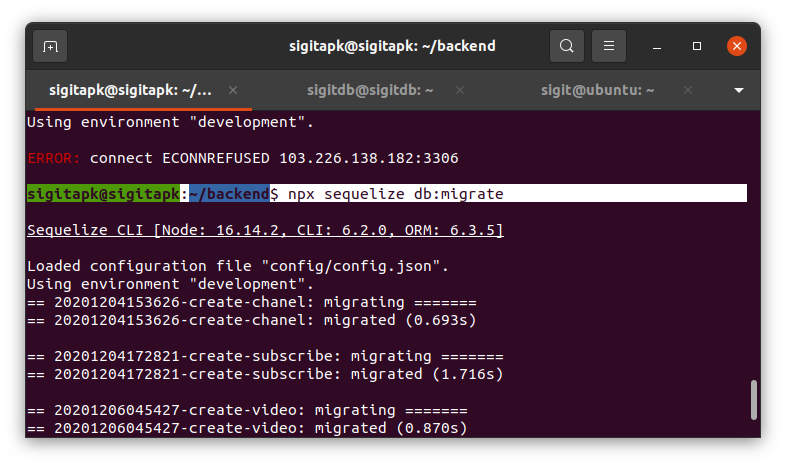 sigitapk@sigitapk: ~/backend
sigitapk@sigitapk: ~/...
sigitdb@sigitdb: ~
sigit@ubuntu: ~
Using environment "development".
ERROR: connect ECONNREFUSED 103.226.138.182:3306
sigitapk@sigitapk:~/backend$ npx sequelize db:migrate
Sequelize CLI [Node: 16.14.2, CLI: 6.2.0, ORM: 6.3.5]
Loaded configuration file "config/config.json".
Using environment "development".
== 20201204153626-create-chanel: migrating =======
== 20201204153626-create-chanel: migrated (0.693s)
== 20201204172821-create-subscribe: migrating =======
== 20201204172821-create-subscribe: migrated (1.716s)
== 20201206045427-create-video: migrating =======
== 20201206045427-create-video: migrated (0.870s)